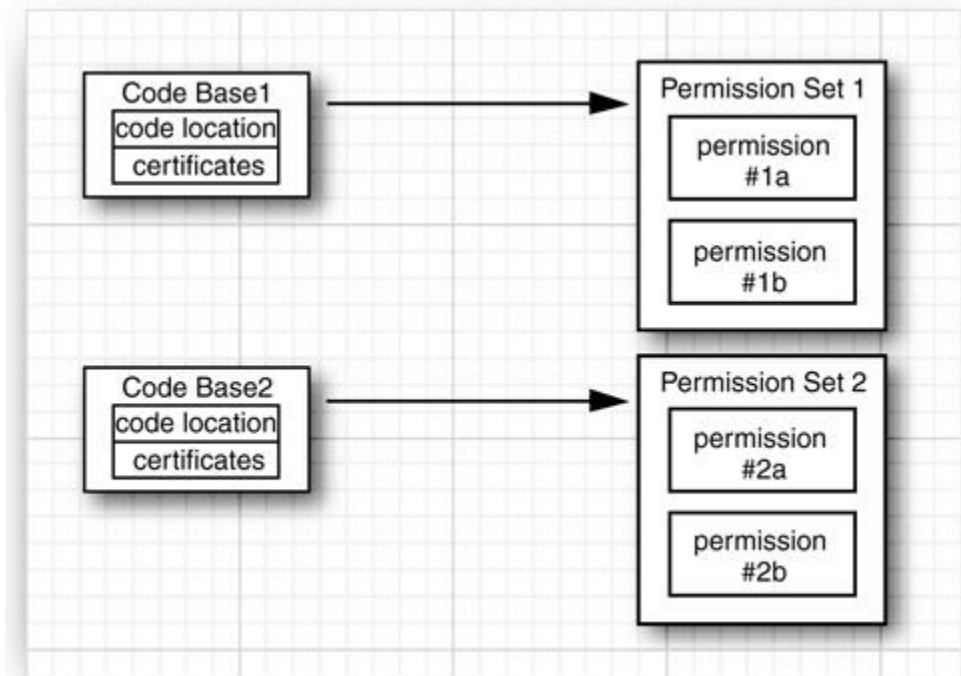 Code Base1
code location
certificates
Permission Set 1
permission
#1a
permission
#1b
Code Base2
code location
certificates
Permission Set 2
permission
#2a
permission
#2b